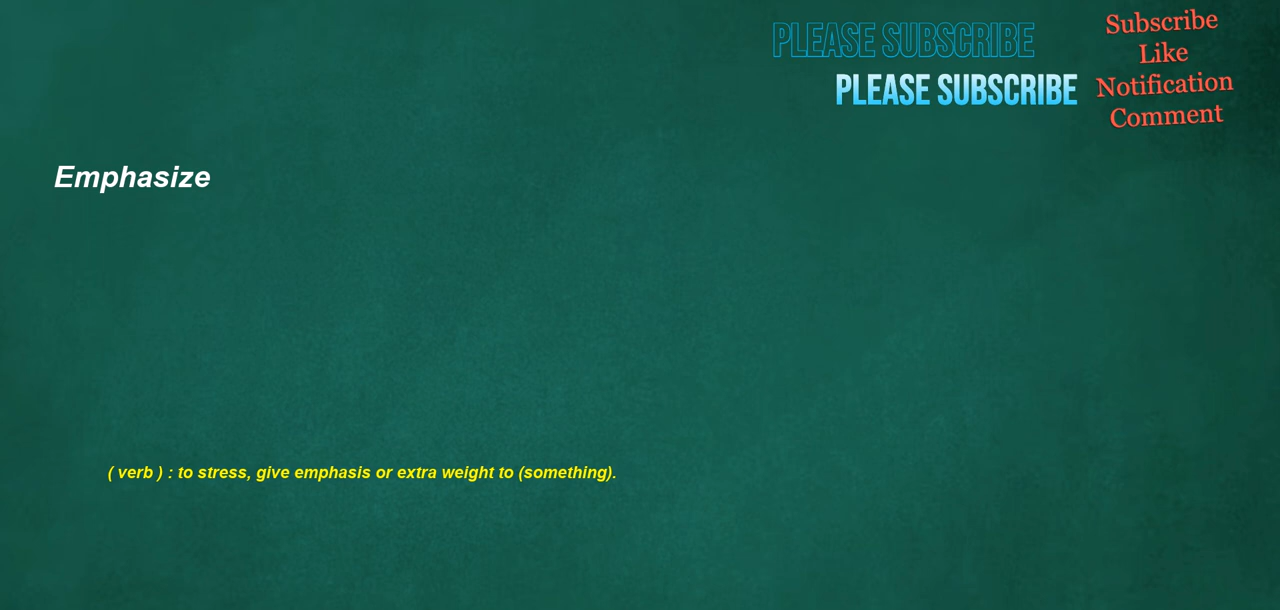 PLEASE SUBSCRIBE
PLEASE SUBSCRIBE
Subscribe
Like
Notification
Comment
Emphasize
( verb ) : to stress, give emphasis or extra weight to (something).